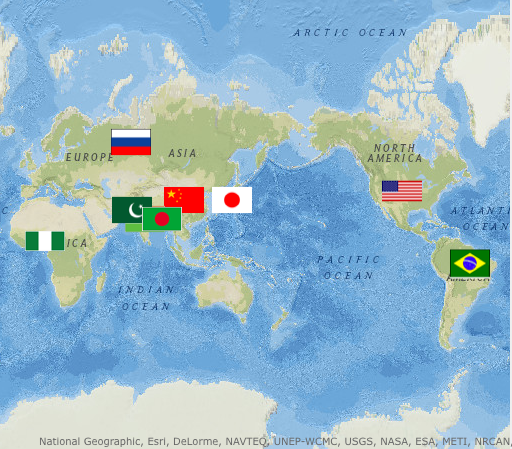 ARCTIC OCEAN
EUROPE
ASIA
NORTH
AMERICA
C
ATLANTIC
OCEAN
ICA
PACIFIC
OCEAN
INDIAN
OCEAN
National Geographic, Esri, DeLorme, NAVTEQ, UNEP-WCMC, USGS, NASA, ESA, METI, NRCAN,